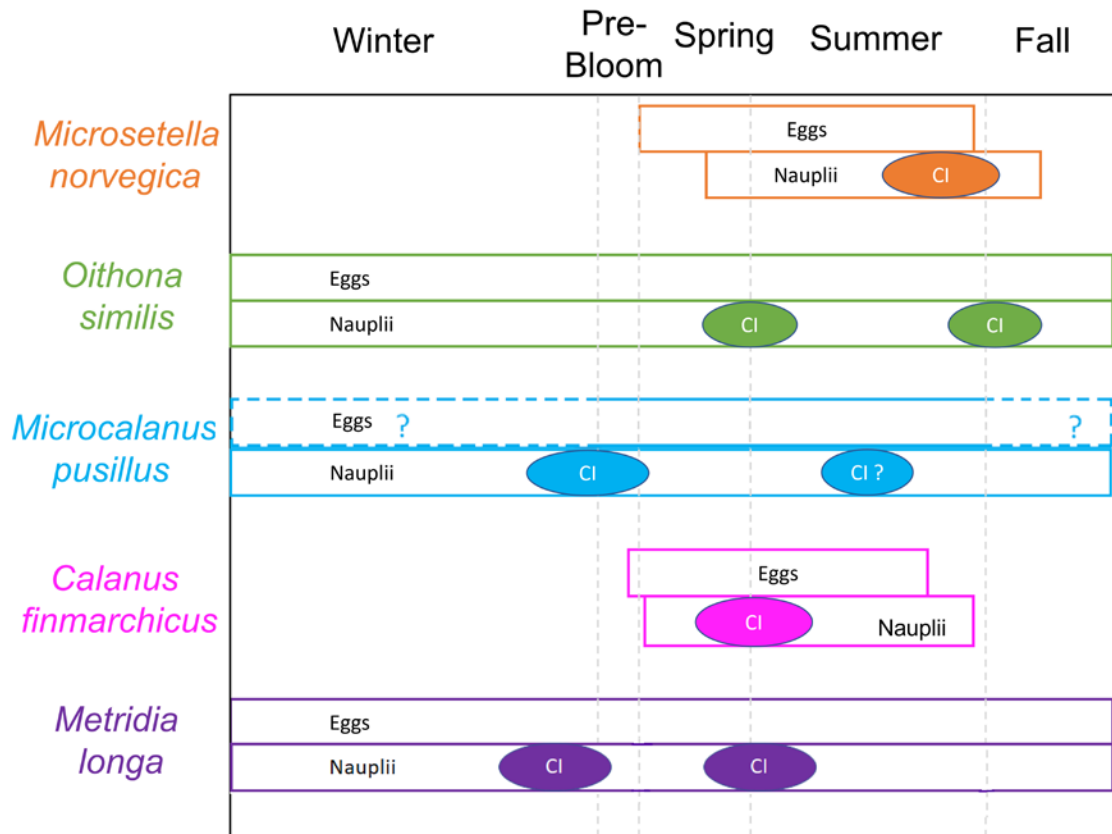 Winter
Pre-
Bloom
Spring
Summer
Fall
Microsetella
norvegica
Eggs
Nauplii
CI
Oithona
similis
Eggs
Nauplii
CI
CI
Microcalanus
pusillus
Eggs ?
?
Nauplii
CI
CI ?
Calanus
finmarchicus
Eggs
CI
Nauplii
Metridia
longa
Eggs
Nauplii
CI
CI